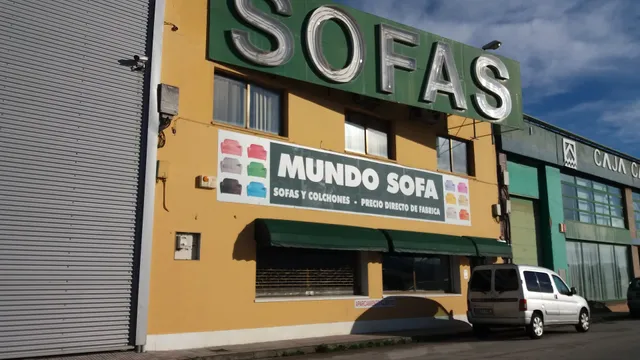 SOFAS
MUNDO SOFA
SOFAS Y COLCHONES - PRECIO DIRECTO DE FABRICA
CAJA